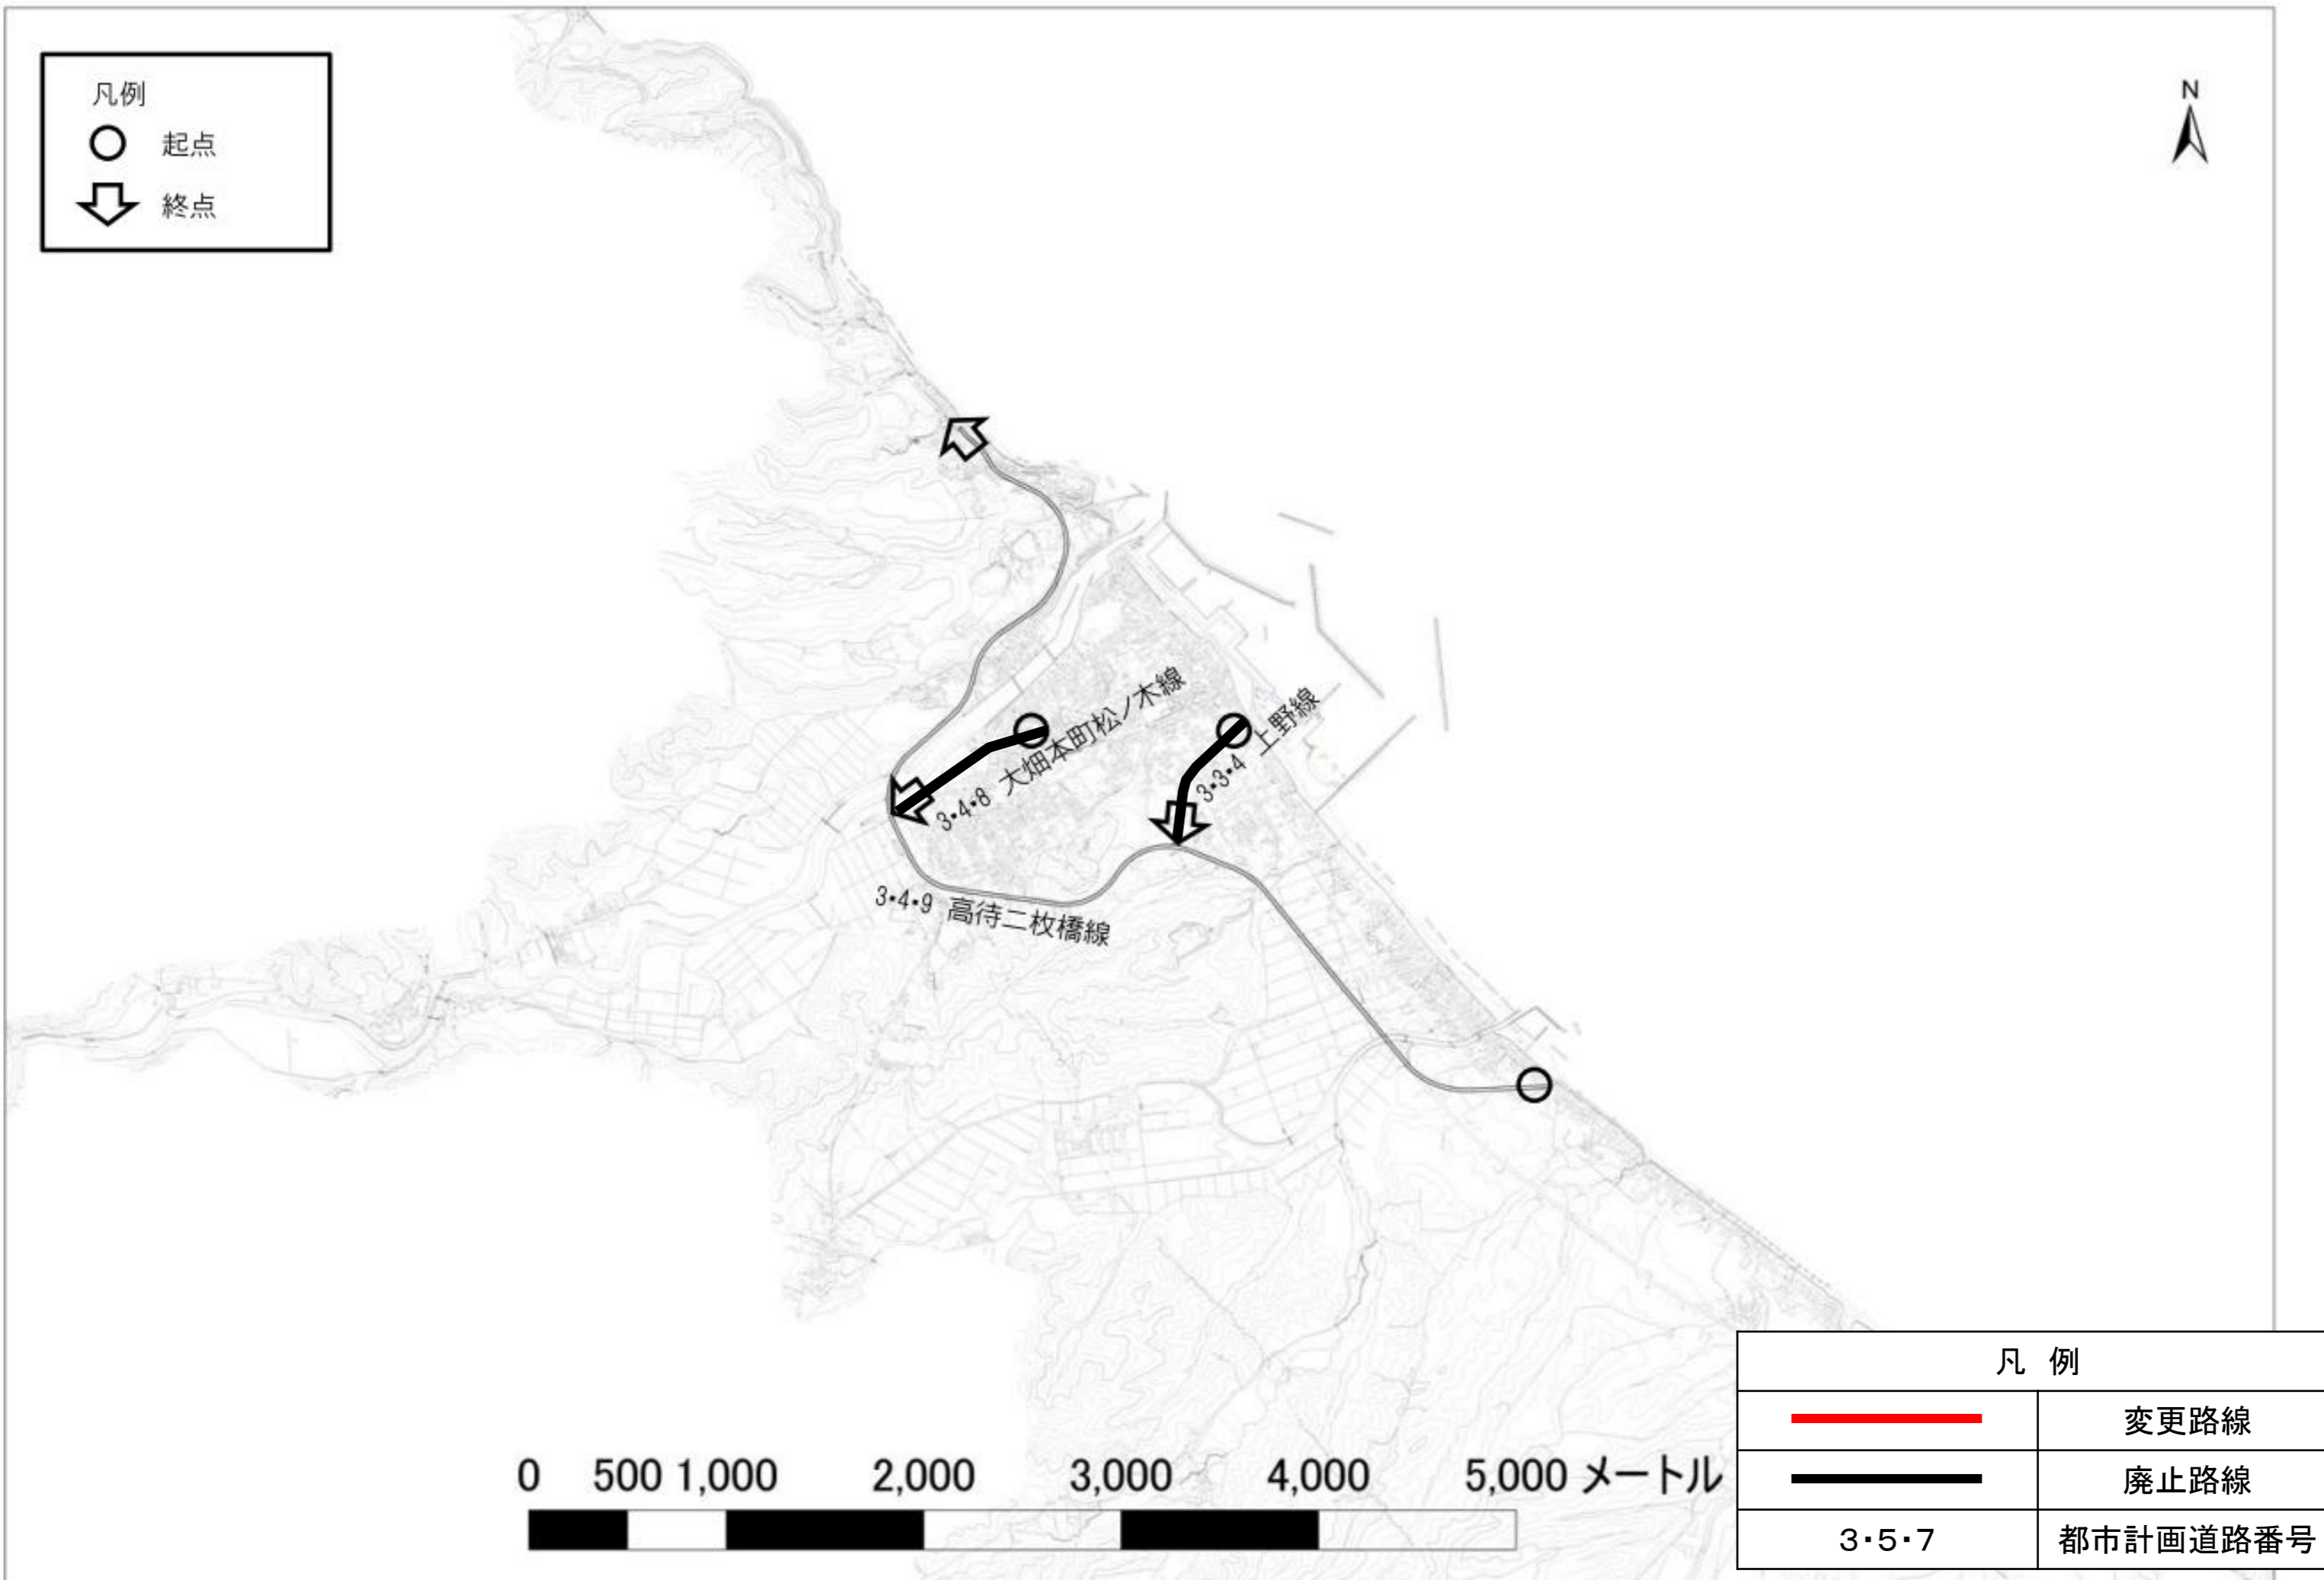 凡例
起点
終点
N
3・4・8 大畑本町松ノ木線
3・3・4 上野線
3・4・9 高待二枚橋線
0 500 1,000 2,000 3,000 4,000 5,000 メートル
凡 例
変更路線
廃止路線
3・5・7 都市計画道路番号